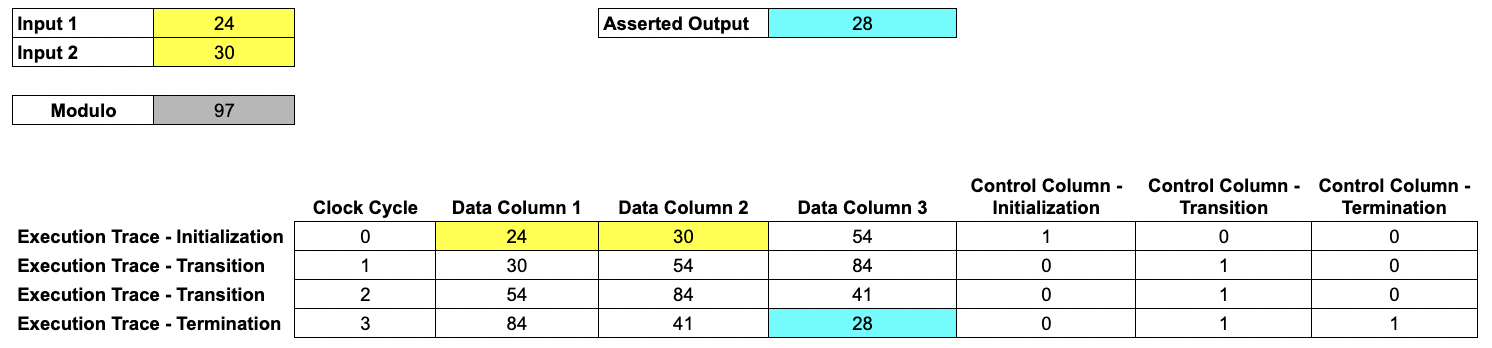 Input 1 24 Asserted Output 28
Input 2 30
Modulo 97
Control Column - Control Column - Control Column -
Clock Cycle Data Column 1 Data Column 2 Data Column 3 Initialization Transition Termination
Execution Trace - Initialization 0 24 30 54 1 0 0
Execution Trace - Transition 1 30 54 84 0 1 0
Execution Trace - Transition 2 54 84 41 0 1 0
Execution Trace - Termination 3 84 41 28 0 1 1